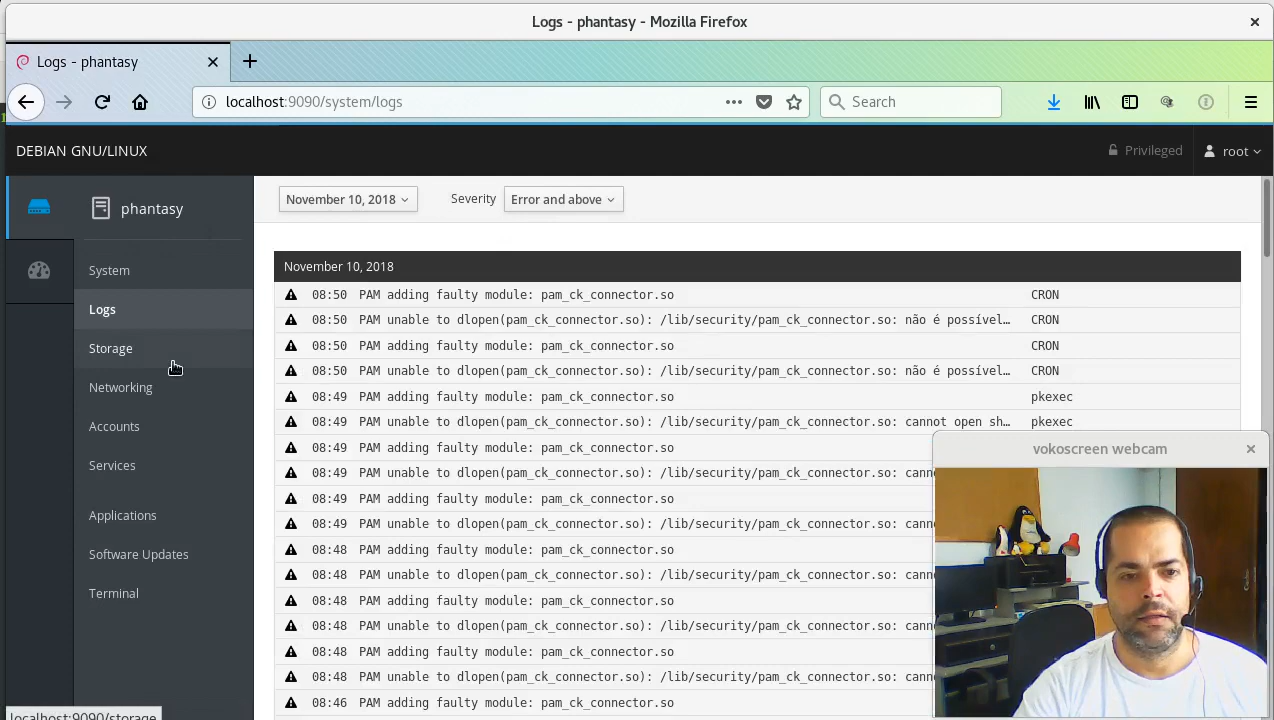 Logs - phantasy - Mozilla Firefox
Logs - phantasy
localhost:9090/system/logs
Search
DEBIAN GNU/LINUX
Privileged
root
phantasy
November 10, 2018
Severity
Error and above
System
Logs
Storage
Networking
Accounts
Services
Applications
Software Updates
Terminal
November 10, 2018
08:50 PAM adding faulty module: pam_ck_connector.so CRON
08:50 PAM unable to dlopen(pam_ck_connector.so): /lib/security/pam_ck_connector.so: não é possível… CRON
08:50 PAM adding faulty module: pam_ck_connector.so CRON
08:50 PAM unable to dlopen(pam_ck_connector.so): /lib/security/pam_ck_connector.so: não é possível… CRON
08:49 PAM adding faulty module: pam_ck_connector.so pkexec
08:49 PAM unable to dlopen(pam_ck_connector.so): /lib/security/pam_ck_connector.so: cannot open sh… pkexec
08:49 PAM adding faulty module: pam_ck_connector.so
08:49 PAM unable to dlopen(pam_ck_connector.so): /lib/security/pam_ck_connector.so: cann
08:49 PAM adding faulty module: pam_ck_connector.so
08:49 PAM unable to dlopen(pam_ck_connector.so): /lib/security/pam_ck_connector.so: cann
08:48 PAM adding faulty module: pam_ck_connector.so
08:48 PAM unable to dlopen(pam_ck_connector.so): /lib/security/pam_ck_connector.so: cann
08:48 PAM adding faulty module: pam_ck_connector.so
08:48 PAM unable to dlopen(pam_ck_connector.so): /lib/security/pam_ck_connector.so: cann
08:48 PAM adding faulty module: pam_ck_connector.so
08:48 PAM unable to dlopen(pam_ck_connector.so): /lib/security/pam_ck_connector.so: cann
08:46 PAM adding faulty module: pam_ck_connector.so
vokoscreen webcam
localhost:9090/storage